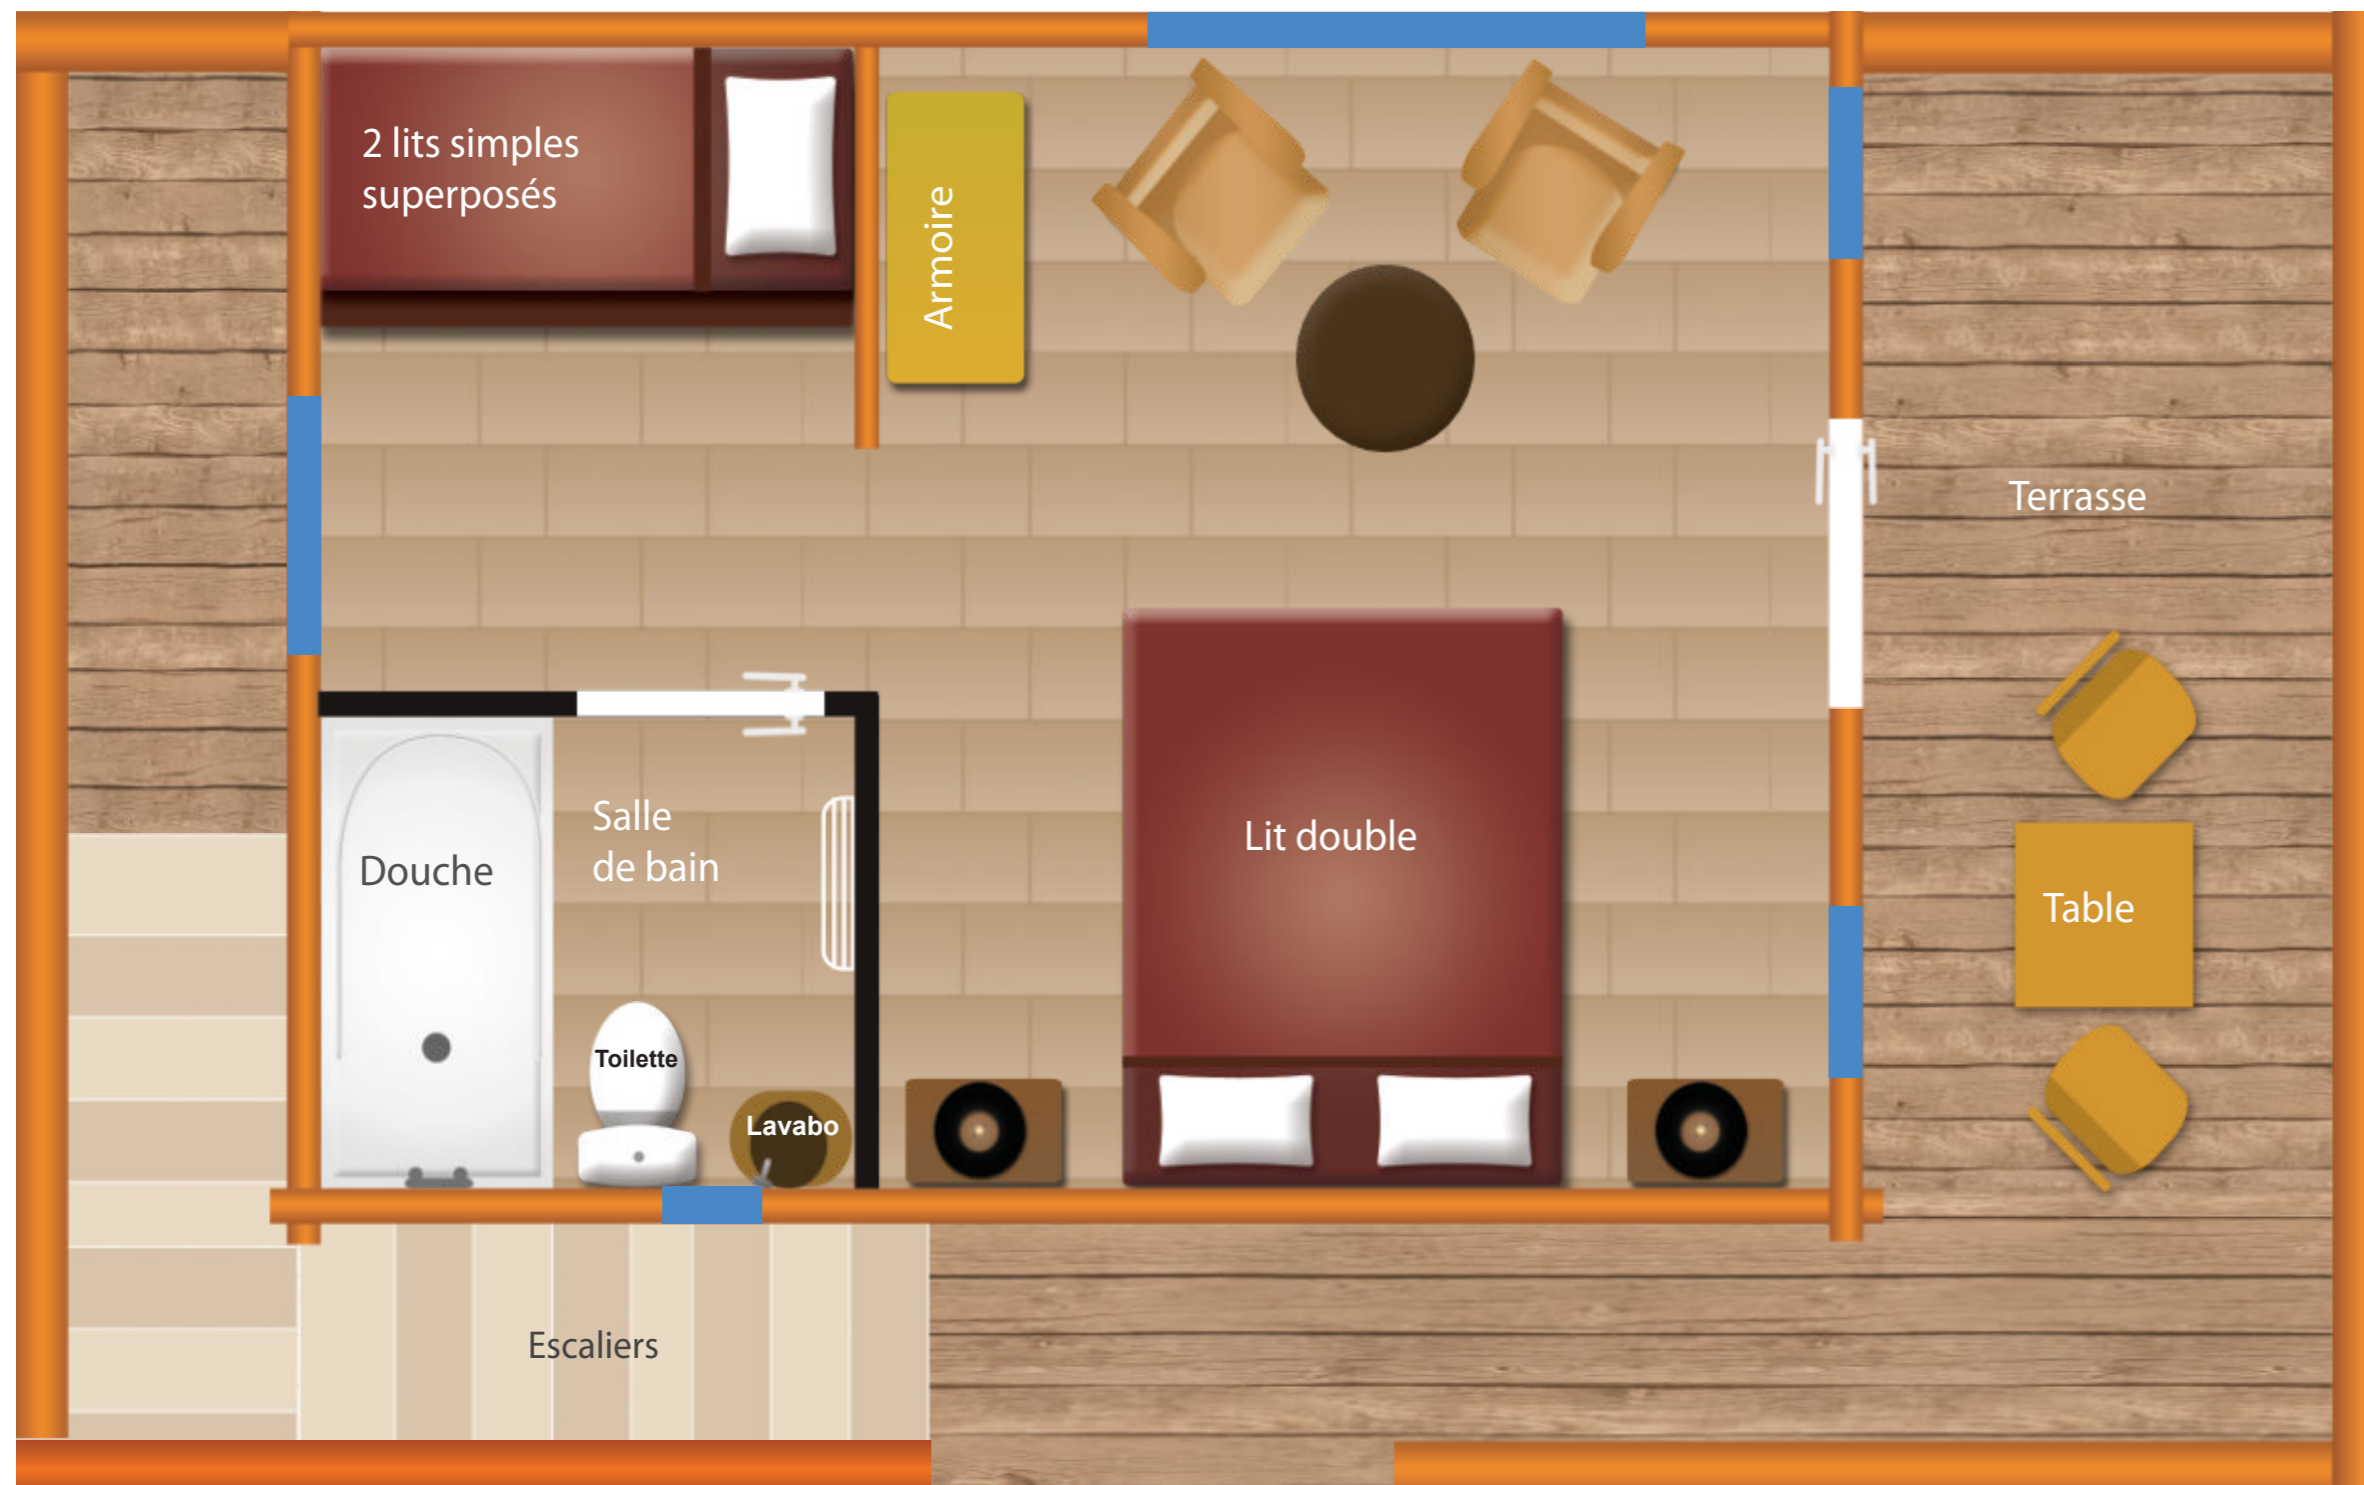 2 lits simples
superposés
Armoire
Terrasse
Salle
de bain
Douche
Lit double
Table
Toilette
Lavabo
Escaliers